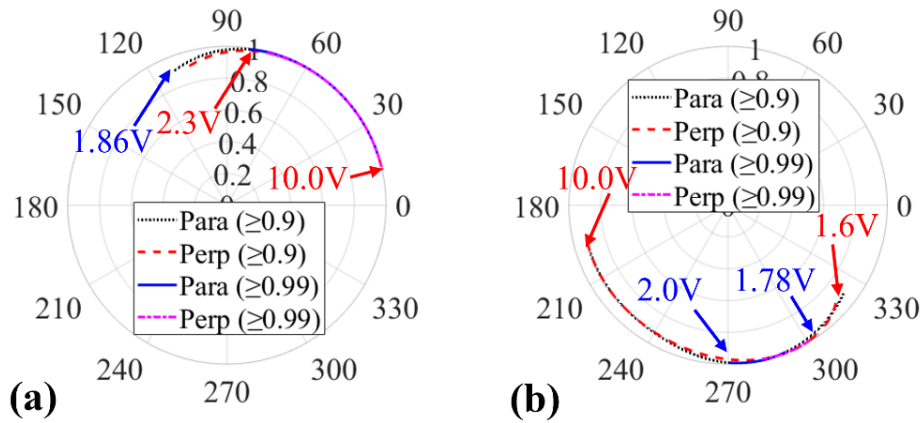 90
120
60
1
0.8
0.6
0.4
0.2
0
150
30
1.86V
2.3V
10.0V
180
0
Para (≥0.9)
Perp (≥0.9)
Para (≥0.99)
Perp (≥0.99)
210
330
240
300
270
(a)
90
120
60
1
0.8
150
30
Para (≥0.9)
Perp (≥0.9)
Para (≥0.99)
Perp (≥0.99)
10.0V
180
0
1.6V
2.0V
1.78V
210
330
240
300
270
(b)